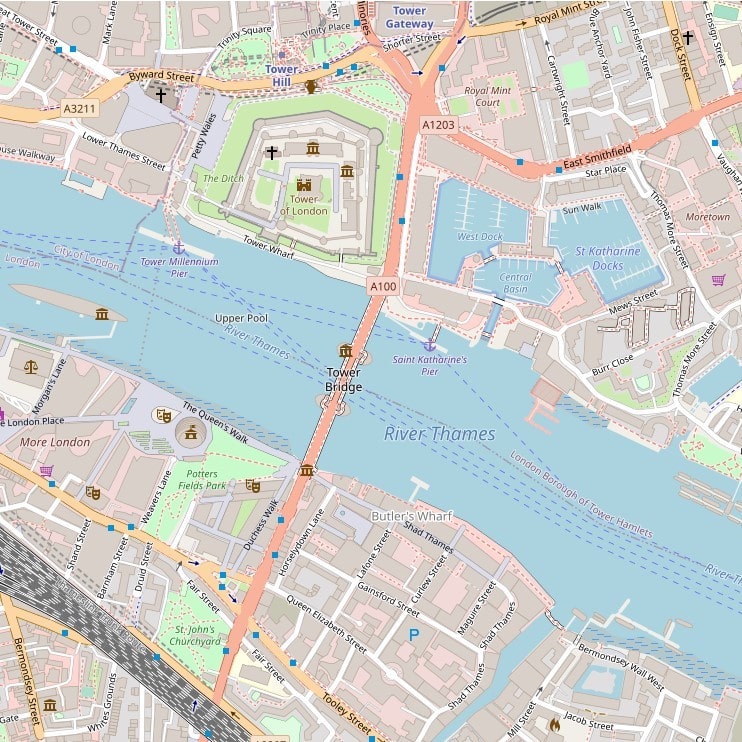 Tower
Gateway
Royal Mint Street
Great Tower Street
Mark Lane
Trinity Square
Trinity Place
Minories
Shorter Street
Cartwright Street
John Fisher Street
Dock Street
Ensign Street
Blue Anchor Yard
Tower
Hill
Byward Street
Royal Mint
Court
A3211
A1203
Petty Wales
Lower Thames Street
East Smithfield
Star Place
The Ditch
Tower
of London
Sun Walk
Thomas More Street
Moretown
West Dock
St Katharine
Docks
Tower Wharf
City of London
London
Tower Millennium
Pier
Central
Basin
A100
Mews Street
Upper Pool
River Thames
Saint Katharine's
Pier
Burr Close
Thomas More Street
Tower
Bridge
Morgan's Lane
The Queen's Walk
River Thames
More London
London Borough of Tower Hamlets
Potters
Fields Park
Weavers Lane
Duchess Walk
Butler's Wharf
Shad Thames
Horselydown Lane
Lafone Street
Curlew Street
Shand Street
Barnham Street
Druid Street
Gainsford Street
Maguire Street
Fair Street
Queen Elizabeth Street
Shad Thames
St. John's
Churchyard
P
Fair Street
Tooley Street
Shad Thames
Bermondsey Wall West
Mill Street
Jacob Street
Bermondsey Street
Whites Grounds
Gate